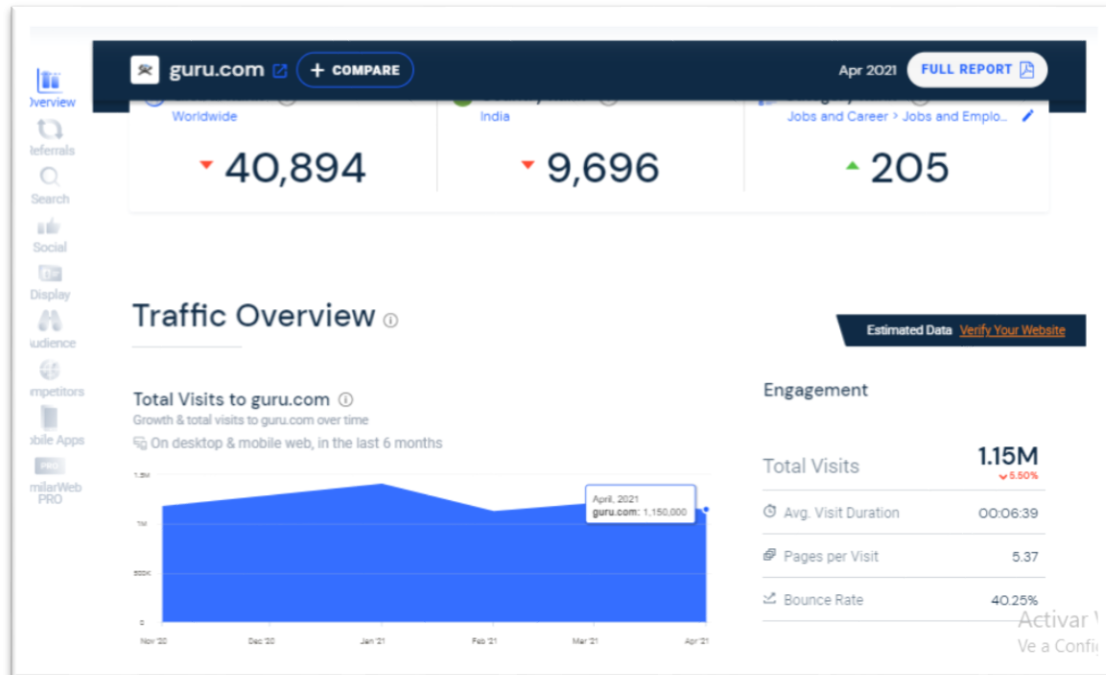 guru.com
+ COMPARE
Apr 2021
FULL REPORT
Worldwide
India
Jobs and Career > Jobs and Emplo...
40,894
9,696
205
Overview
Referrals
Search
Social
Display
Audience
ompetitors
obile Apps
PRO
milarWeb
PRO
Traffic Overview
Estimated Data Verify Your Website
Total Visits to guru.com
Growth & total visits to guru.com over time
On desktop & mobile web, in the last 6 months
1.5M
1M
500K
0
April, 2021
guru.com: 1,150,000
Nov '20
Dec '20
Jan '21
Feb '21
Mar '21
Apr '21
Engagement
Total Visits
1.15M
5.50%
Avg. Visit Duration
00:06:39
Pages per Visit
5.37
Bounce Rate
40.25%
Activar
Ve a Confi